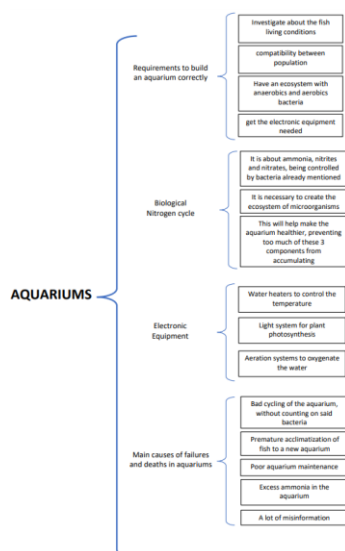 AQUARIUMS
Requirements to build
an aquarium correctly
Investigate about the fish
living conditions
compatibility between
population
Have an ecosystem with
anaerobics and aerobics
bacteria
get the electronic equipment
needed
Biological
Nitrogen cycle
It is about ammonia, nitrites
and nitrates, being controlled
by bacteria already mentioned
It is necessary to create the
ecosystem of microorganisms
This will help make the
aquarium healthier, preventing
too much of these 3
components from
accumulating
Electronic
Equipment
Water heaters to control the
temperature
Light system for plant
photosynthesis
Aeration systems to oxygenate
the water
Main causes of failures
and deaths in aquariums
Bad cycling of the aquarium,
without counting on said
bacteria
Premature acclimatization of
fish to a new aquarium
Poor aquarium maintenance
Excess ammonia in the
aquarium
A lot of misinformation